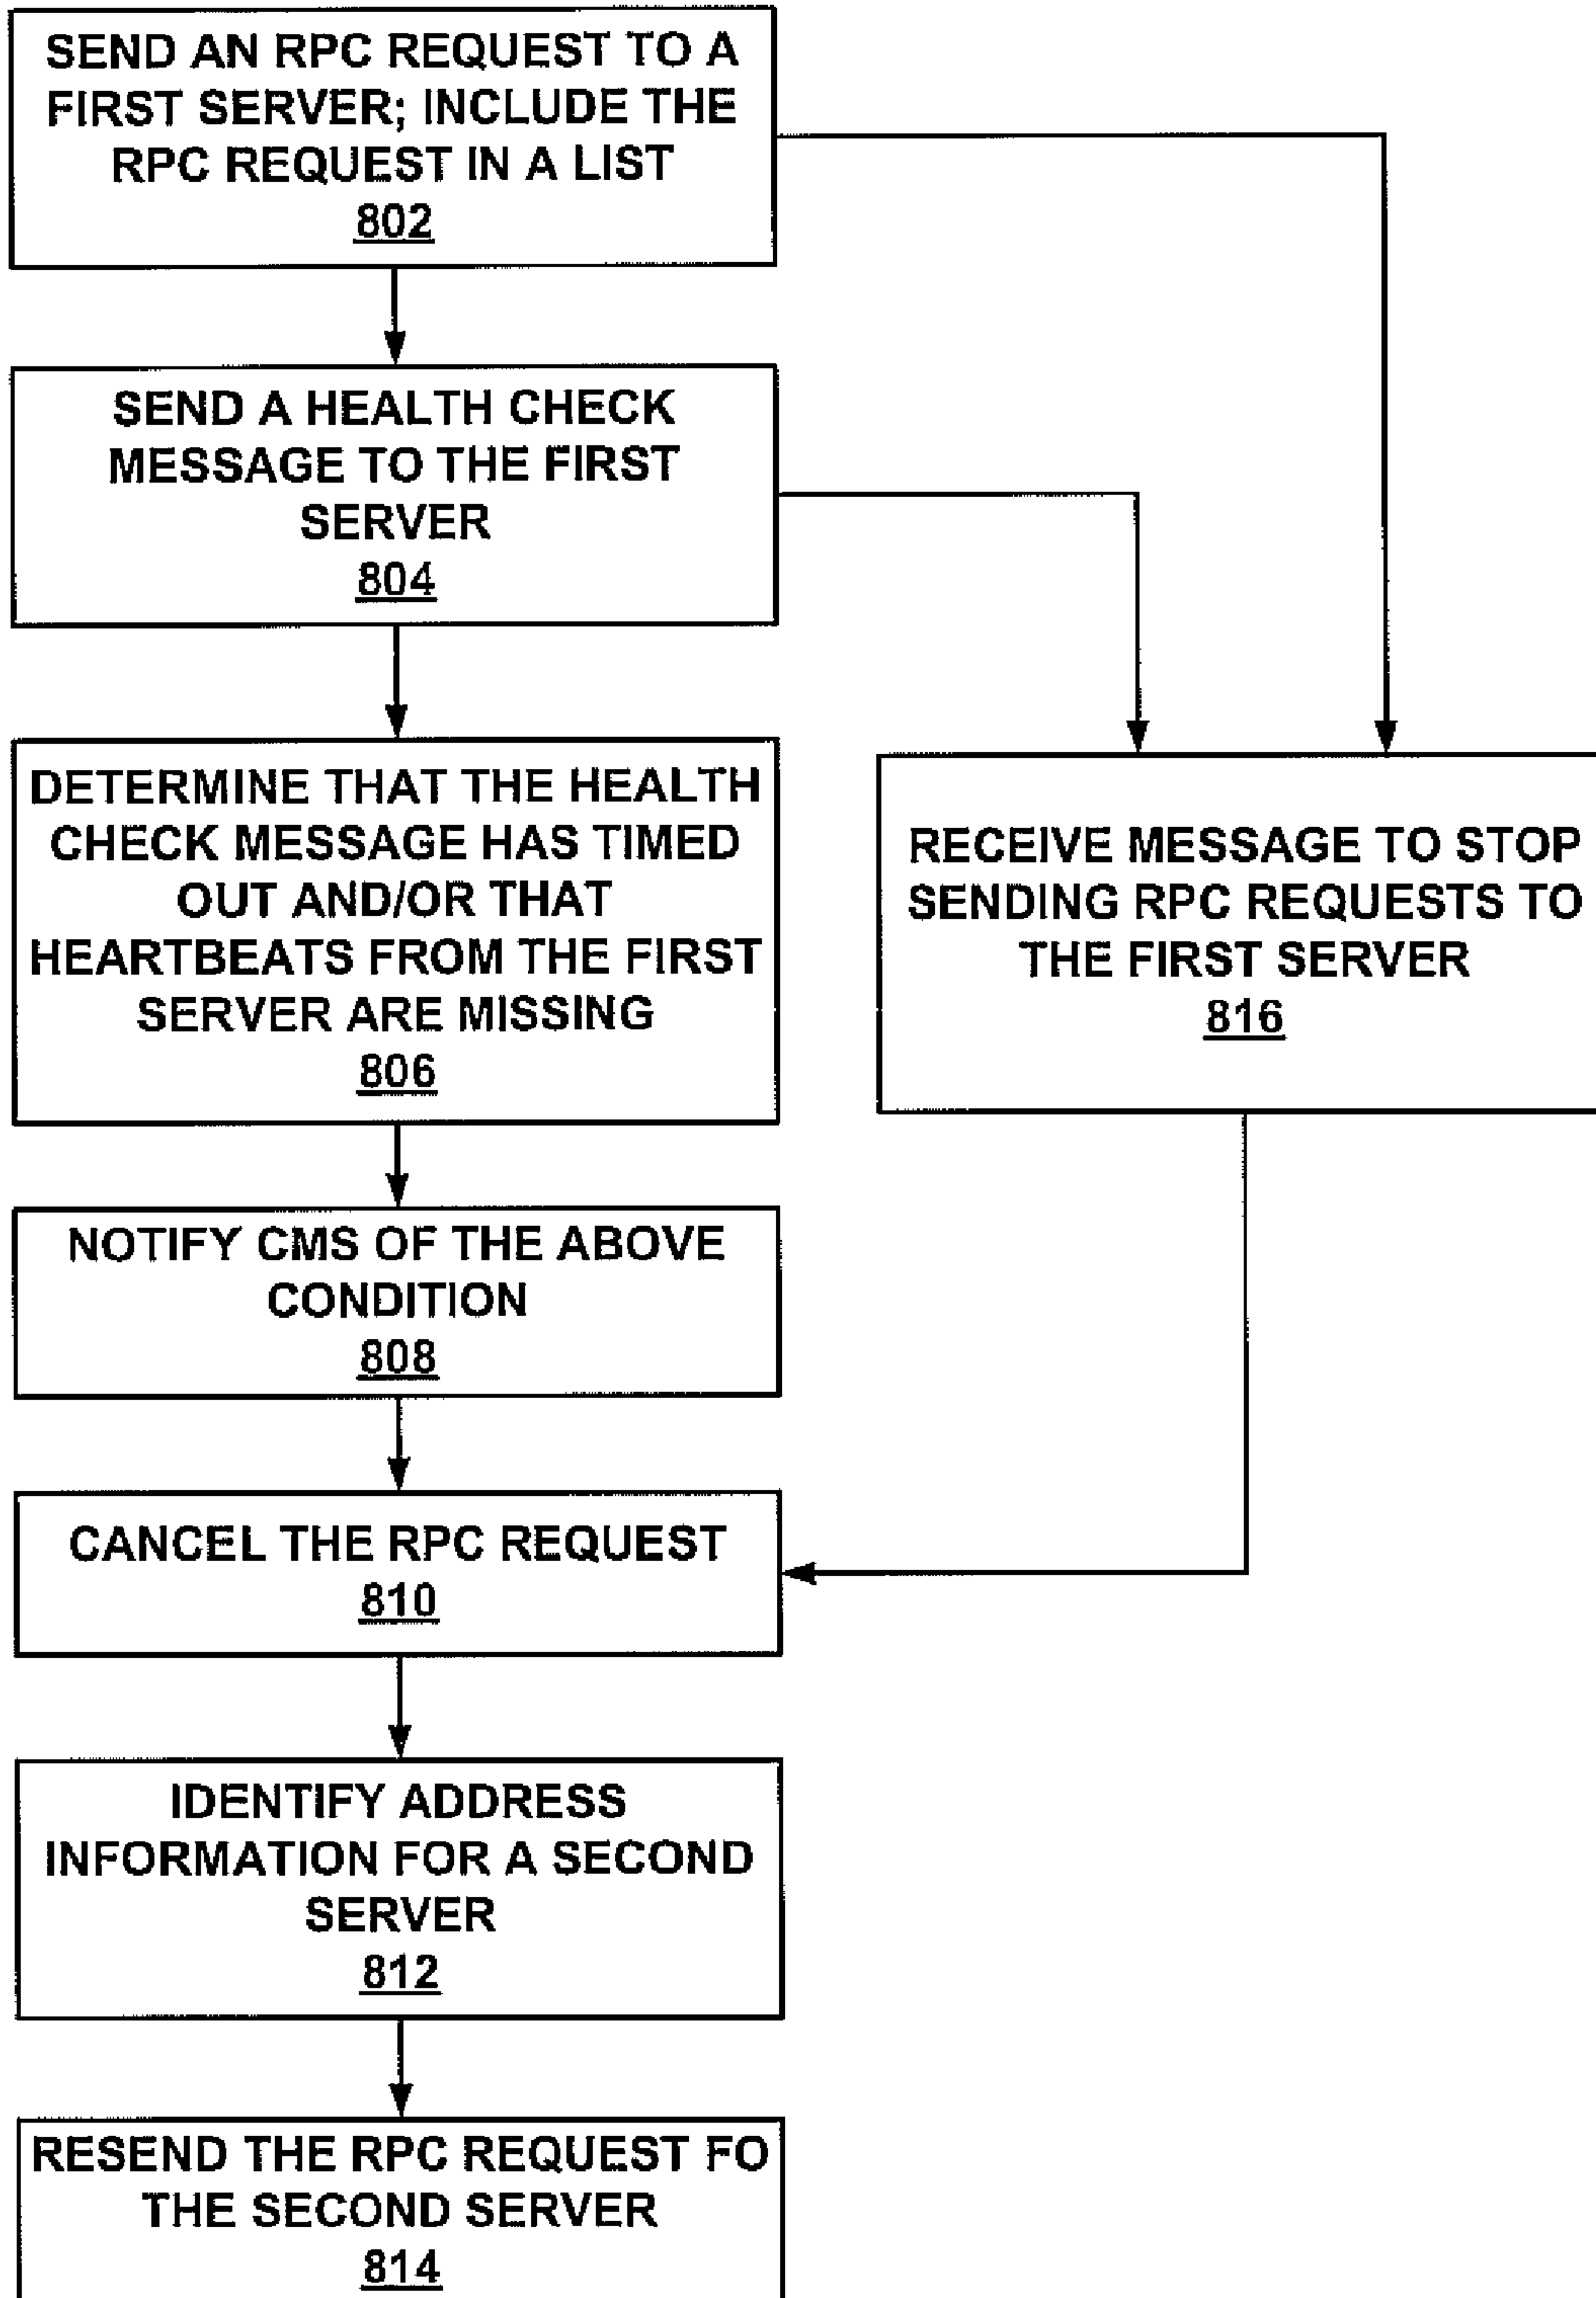 SEND AN RPC REQUEST TO A
FIRST SERVER; INCLUDE THE
RPC REQUEST IN A LIST
802
SEND A HEALTH CHECK
MESSAGE TO THE FIRST
SERVER
804
DETERMINE THAT THE HEALTH
CHECK MESSAGE HAS TIMED
OUT AND/OR THAT
HEARTBEATS FROM THE FIRST
SERVER ARE MISSING
806
RECEIVE MESSAGE TO STOP
SENDING RPC REQUESTS TO
THE FIRST SERVER
816
NOTIFY CMS OF THE ABOVE
CONDITION
808
CANCEL THE RPC REQUEST
810
IDENTIFY ADDRESS
INFORMATION FOR A SECOND
SERVER
812
RESEND THE RPC REQUEST FO
THE SECOND SERVER
814